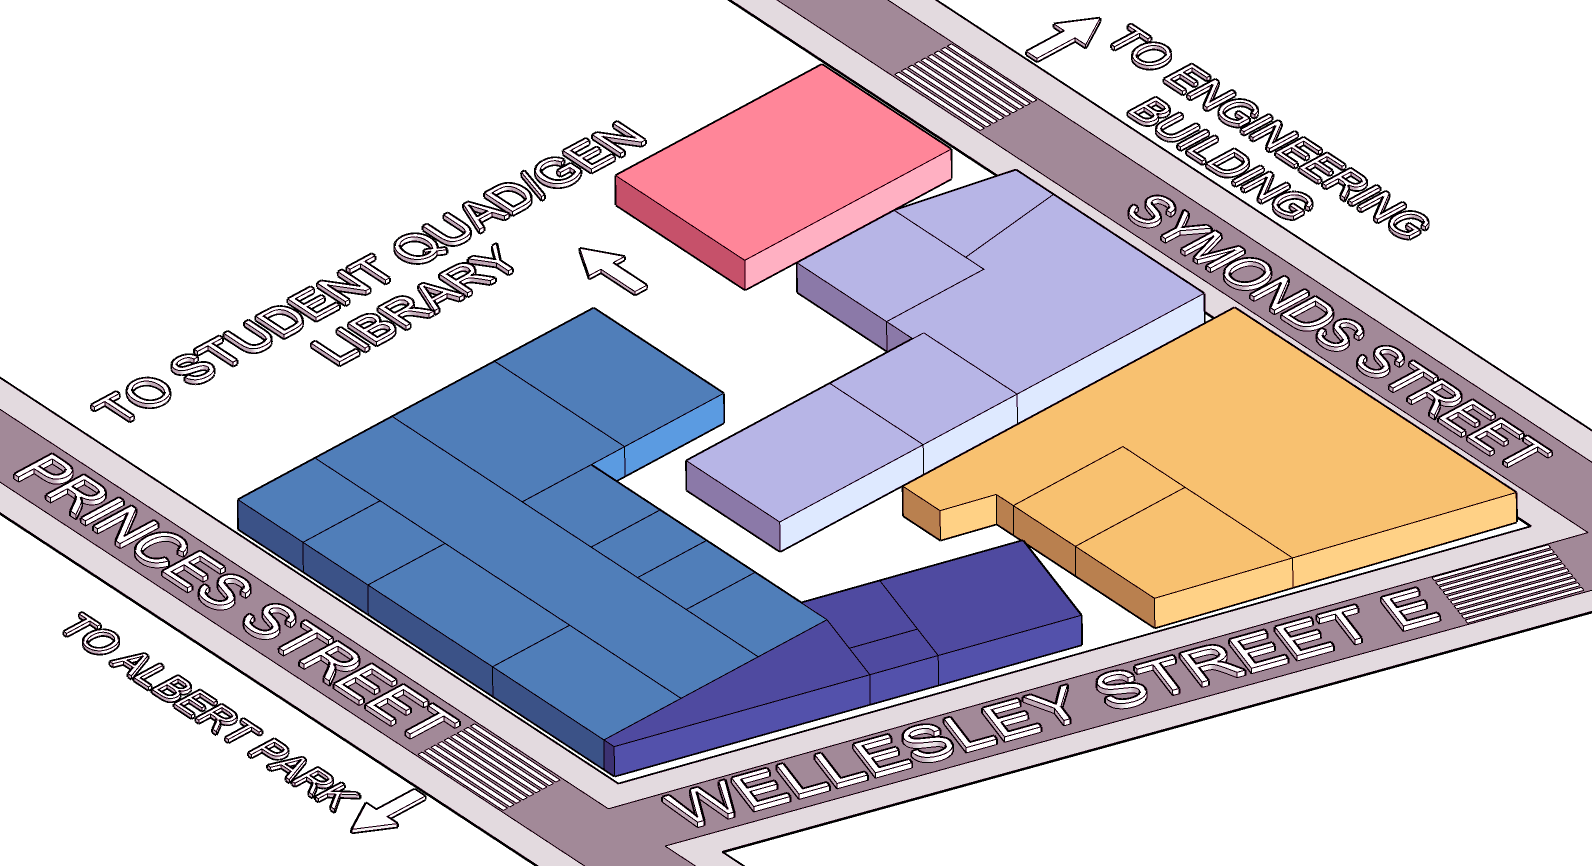 TO ENGINEERING
BUILDING
TO STUDENT QUAD/GEN
LIBRARY
SYMONDS STREET
PRINCES STREET
WELLESLEY STREET E
TO ALBERT PARK